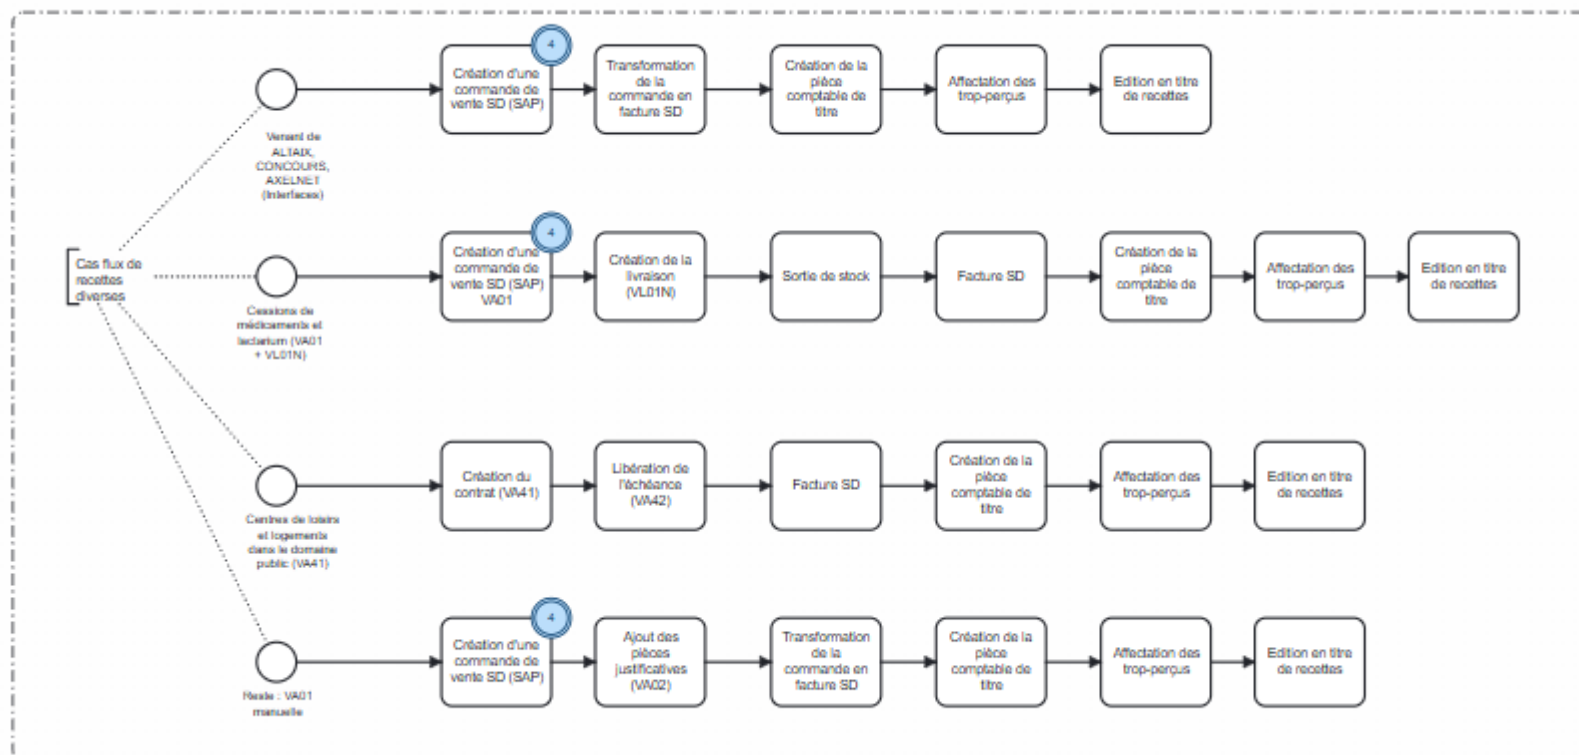 4
Création d'une
commande de
vente SD (SAP)
Transformation
de la
commande en
facture SD
Création de la
pièce
comptable de
titre
Affectation des
trop-perçus
Edition en titre
de recettes
Venant de
ALTAIX,
CONCOURS,
AXELNET
(Interfaces)
Cas flux de
recettes
diverses
4
Création d'une
commande de
vente SD (SAP)
VA01
Création de la
livraison
(VL01N)
Sortie de stock
Facture SD
Création de la
pièce
comptable de
titre
Affectation des
trop-perçus
Edition en titre
de recettes
Cessions de
médicaments et
lactarium (VA01
+ VL01N)
Création du
contrat (VA41)
Libération de
l'échéance
(VA42)
Facture SD
Création de la
pièce
comptable de
titre
Affectation des
trop-perçus
Edition en titre
de recettes
Centres de loisirs
et logements
dans le domaine
public (VA41)
4
Création d'une
commande de
vente SD (SAP)
Ajout des
pièces
justificatives
(VA02)
Transformation
de la
commande en
facture SD
Création de la
pièce
comptable de
titre
Affectation des
trop-perçus
Edition en titre
de recettes
Reste : VA01
manuelle